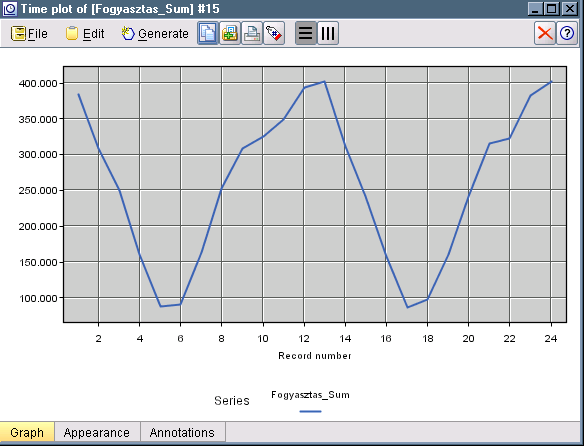 Time plot of [Fogyasztas_Sum] #15
File Edit Generate
400.000
350.000
300.000
250.000
200.000
150.000
100.000
2 4 6 8 10 12 14 16 18 20 22 24
Record number
Series Fogyasztas_Sum
Graph Appearance Annotations